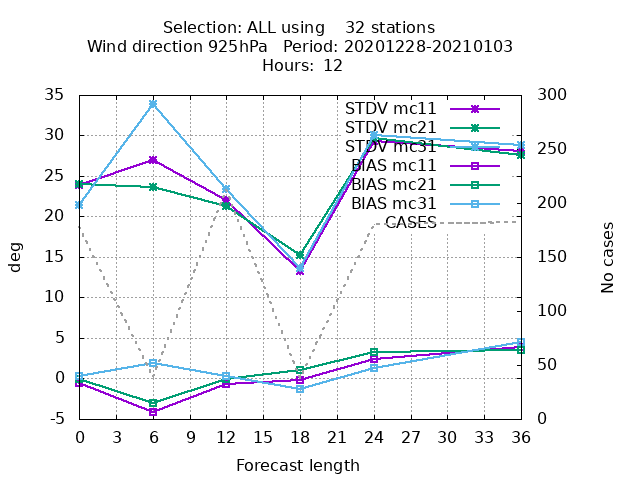 Selection: ALL using    32 stations
Wind direction 925hPa   Period: 20201228-20210103
Hours:  12
35
30
25
20
15
10
5
0
-5
deg
300
250
200
150
100
50
0
No cases
STDV mc11
STDV mc21
STDV mc31
BIAS mc11
BIAS mc21
BIAS mc31
CASES
0 3 6 9 12 15 18 21 24 27 30 33 36
Forecast length